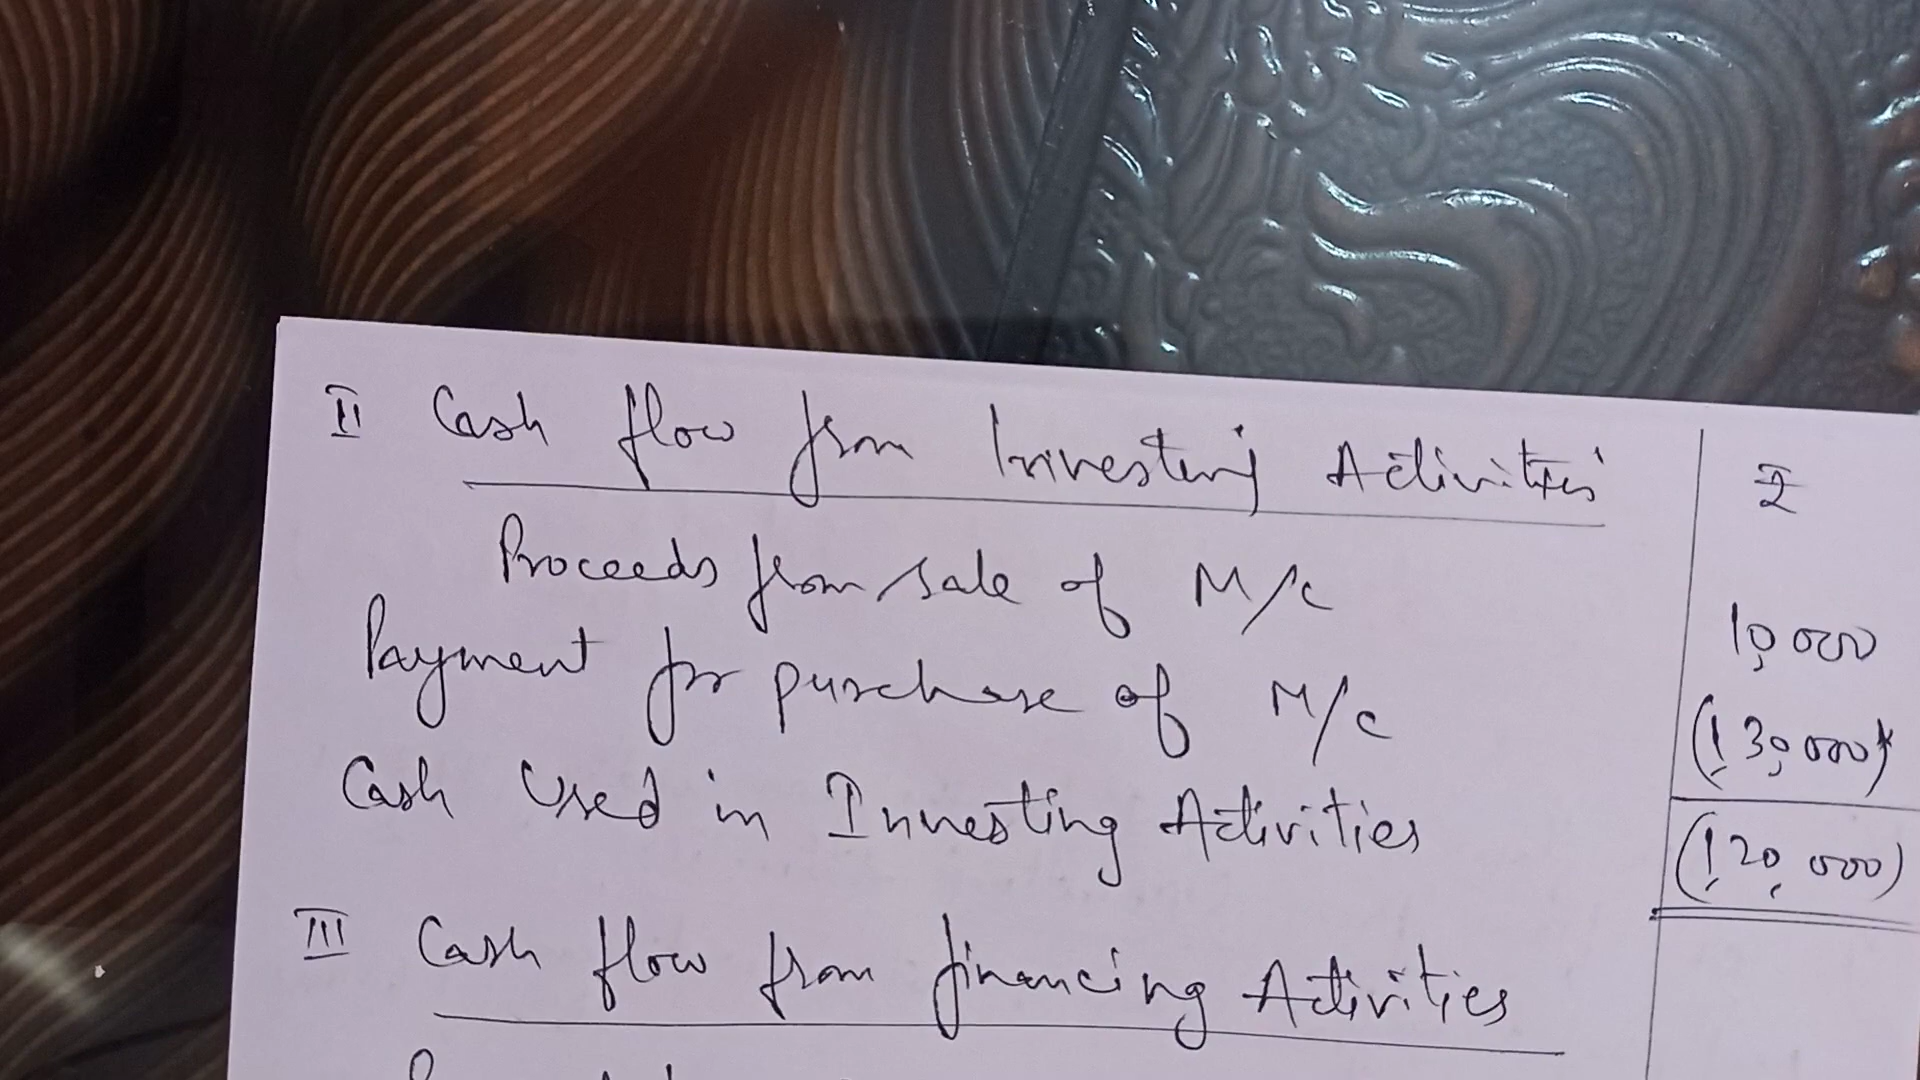 II Cash flow from Investing Activities ₹
Proceeds from sale of M/c 10,000
Payment for purchase of M/c (1,30,000)
Cash used in Investing Activities (1,20,000)
III Cash flow from financing Activities